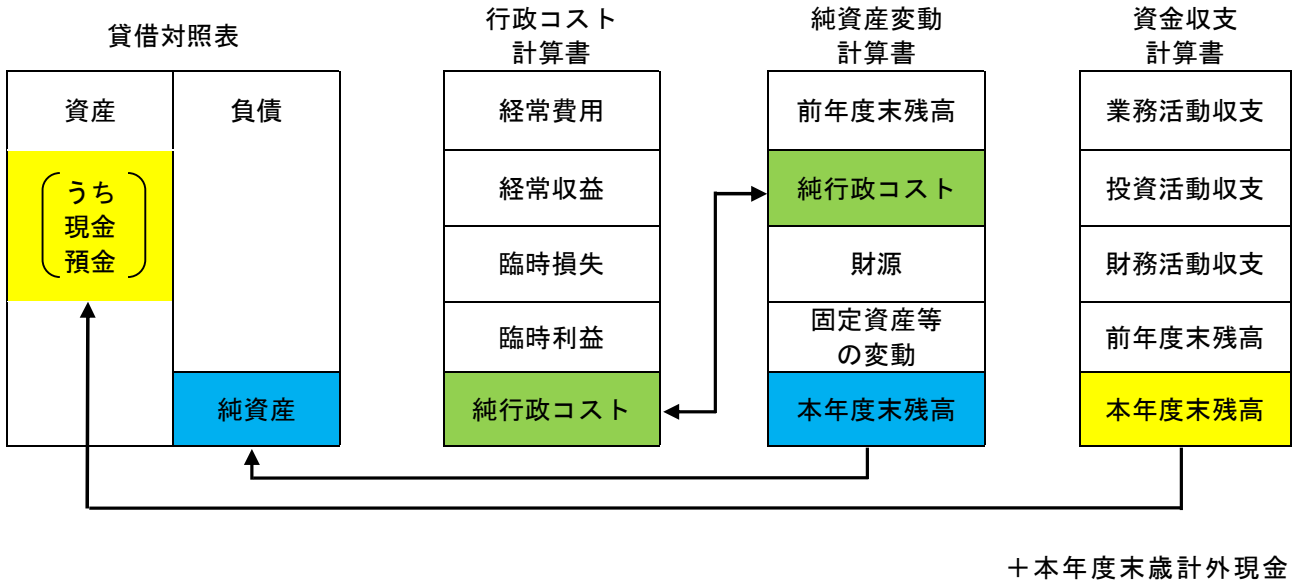 貸借対照表
資産
負債
うち
現金
預金
純資産
行政コスト
計算書
経常費用
経常収益
臨時損失
臨時利益
純行政コスト
純資産変動
計算書
前年度末残高
純行政コスト
財源
固定資産等
の変動
本年度末残高
資金収支
計算書
業務活動収支
投資活動収支
財務活動収支
前年度末残高
本年度末残高
＋本年度末歳計外現金